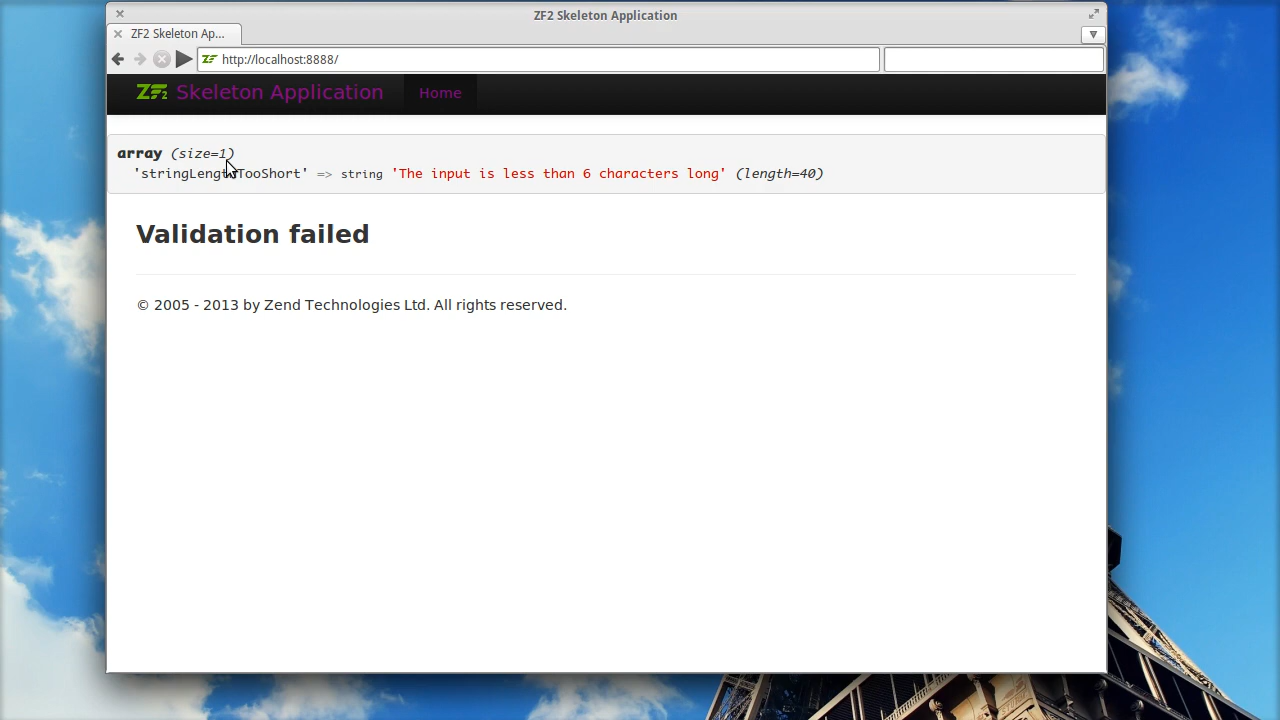 ZF2 Skeleton Application
ZF2 Skeleton Ap...
http://localhost:8888/
ZF2 Skeleton Application Home
array (size=1)
'stringLengthTooShort' => string 'The input is less than 6 characters long' (length=40)
Validation failed
© 2005 - 2013 by Zend Technologies Ltd. All rights reserved.